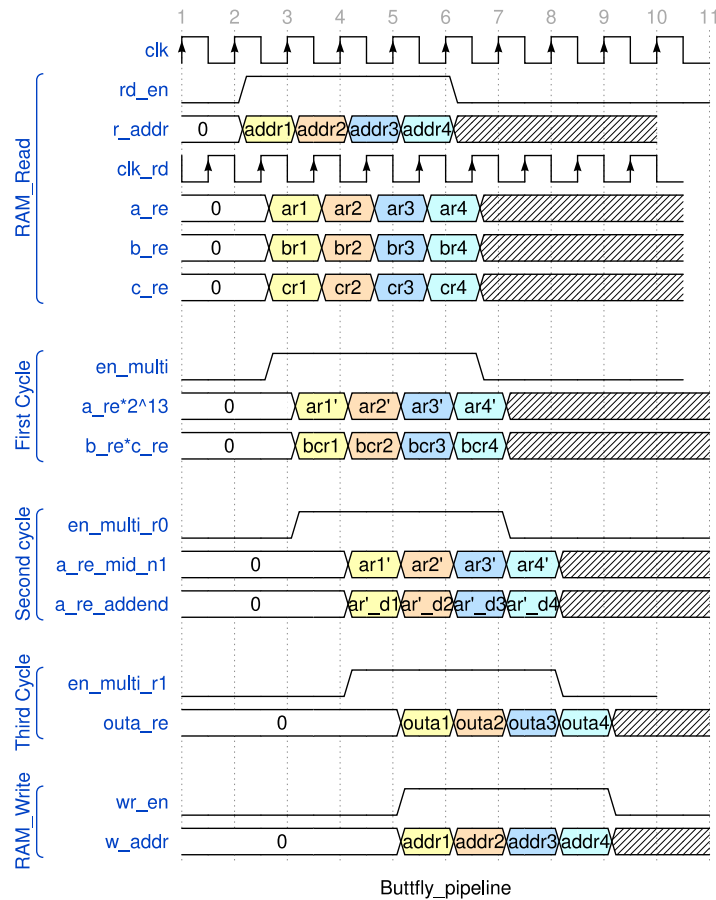 1 2 3 4 5 6 7 8 9 10 11
clk
RAM_Read
rd_en
r_addr 0 addr1 addr2 addr3 addr4
clk_rd
a_re 0 ar1 ar2 ar3 ar4
b_re 0 br1 br2 br3 br4
c_re 0 cr1 cr2 cr3 cr4
First Cycle
en_multi
a_re*2^13 0 ar1' ar2' ar3' ar4'
b_re*c_re 0 bcr1 bcr2 bcr3 bcr4
Second cycle
en_multi_r0
a_re_mid_n1 0 ar1' ar2' ar3' ar4'
a_re_addend 0 ar'_d1 ar'_d2 ar'_d3 ar'_d4
Third Cycle
en_multi_r1
outa_re 0 outa1 outa2 outa3 outa4
RAM_Write
wr_en
w_addr 0 addr1 addr2 addr3 addr4
Buttfly_pipeline